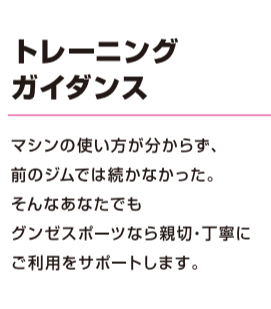 トレーニング
ガイダンス
マシンの使い方が分からず、
前のジムでは続かなかった。
そんなあなたでも
グンゼスポーツなら親切・丁寧に
ご利用をサポートします。